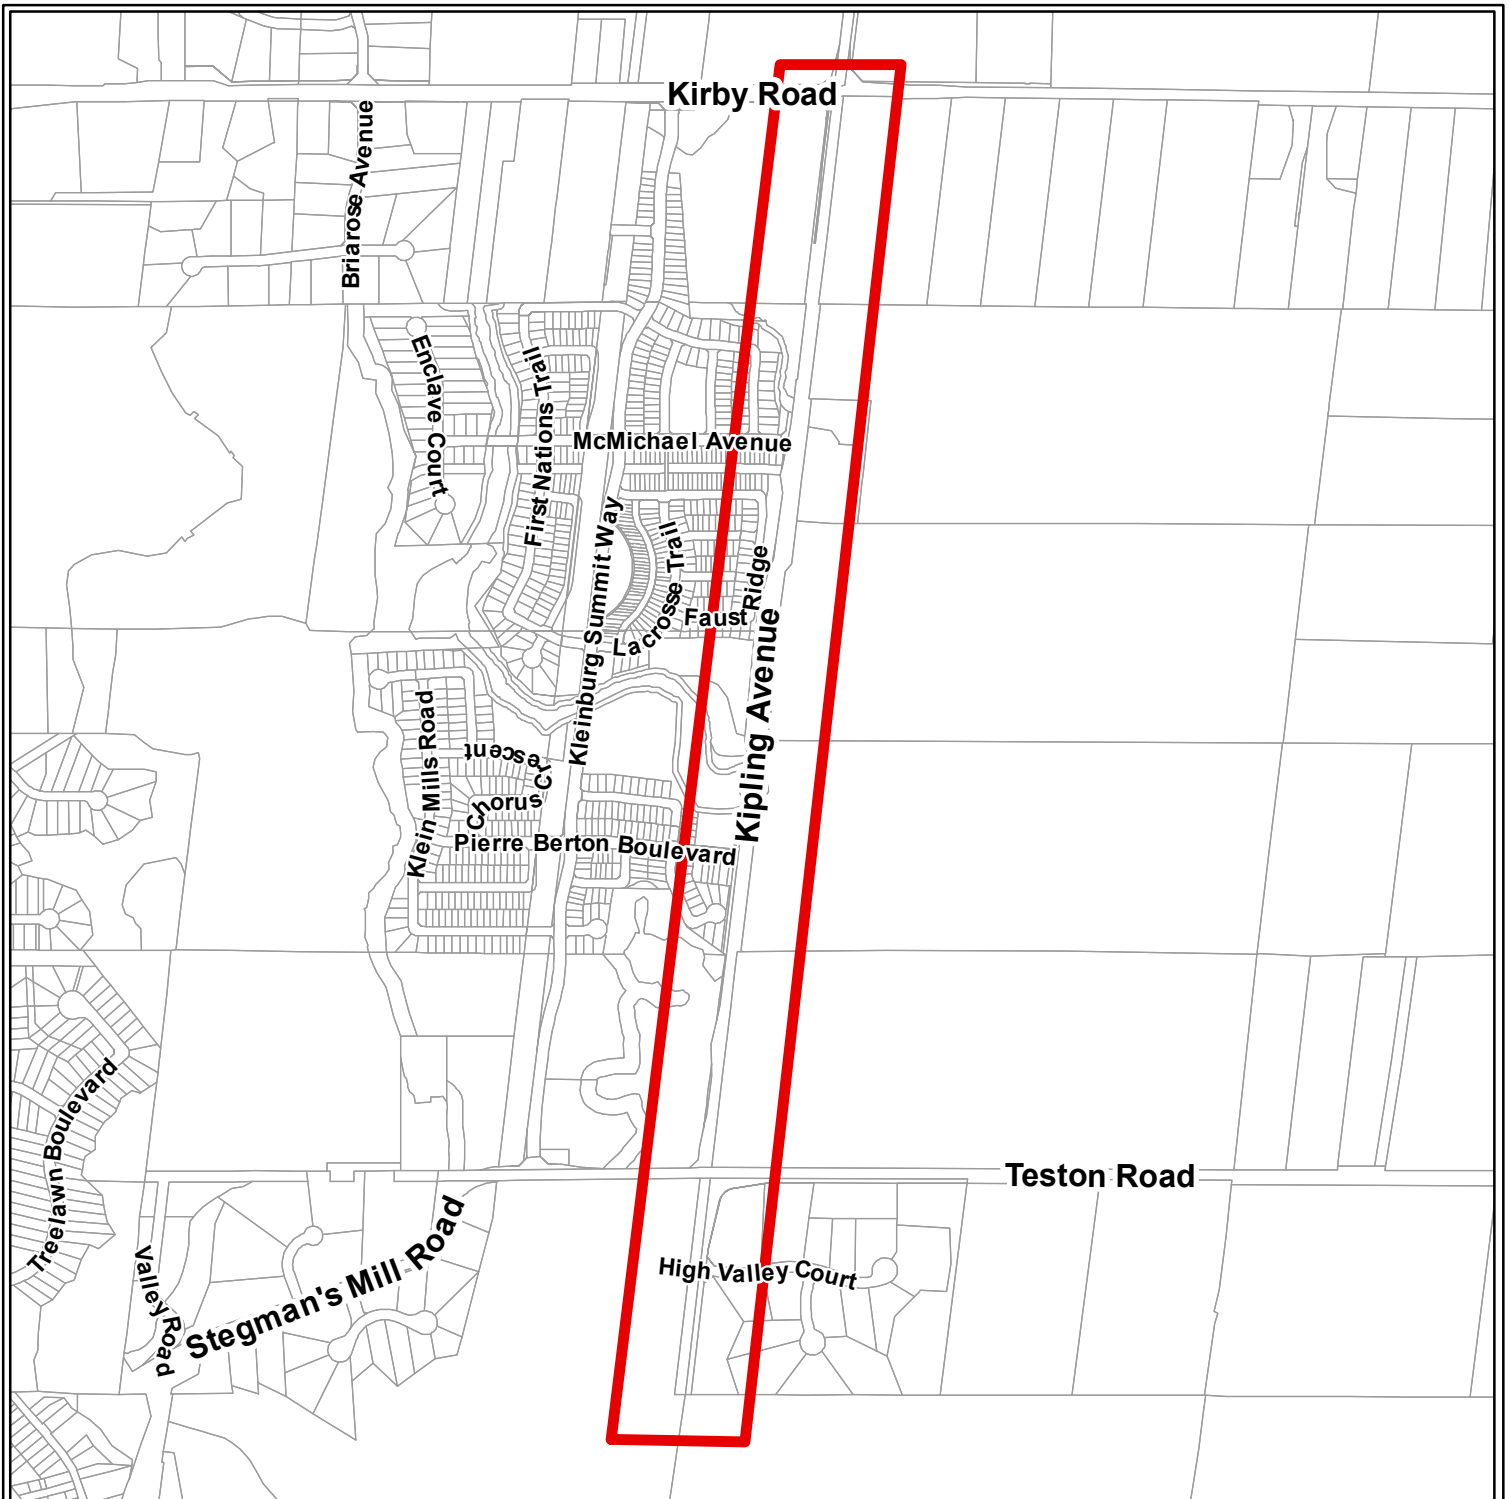 Kirby Road
Briarose Avenue
Enclave Court
First Nations Trail
McMichael Avenue
Kleinburg Summit Way
Lacrosse Trail
Faust Ridge
Kipling Avenue
Klein Mills Road
Chorus Crescent
Pierre Berton Boulevard
Treelawn Boulevard
Teston Road
Valley Road
Stegman's Mill Road
High Valley Court